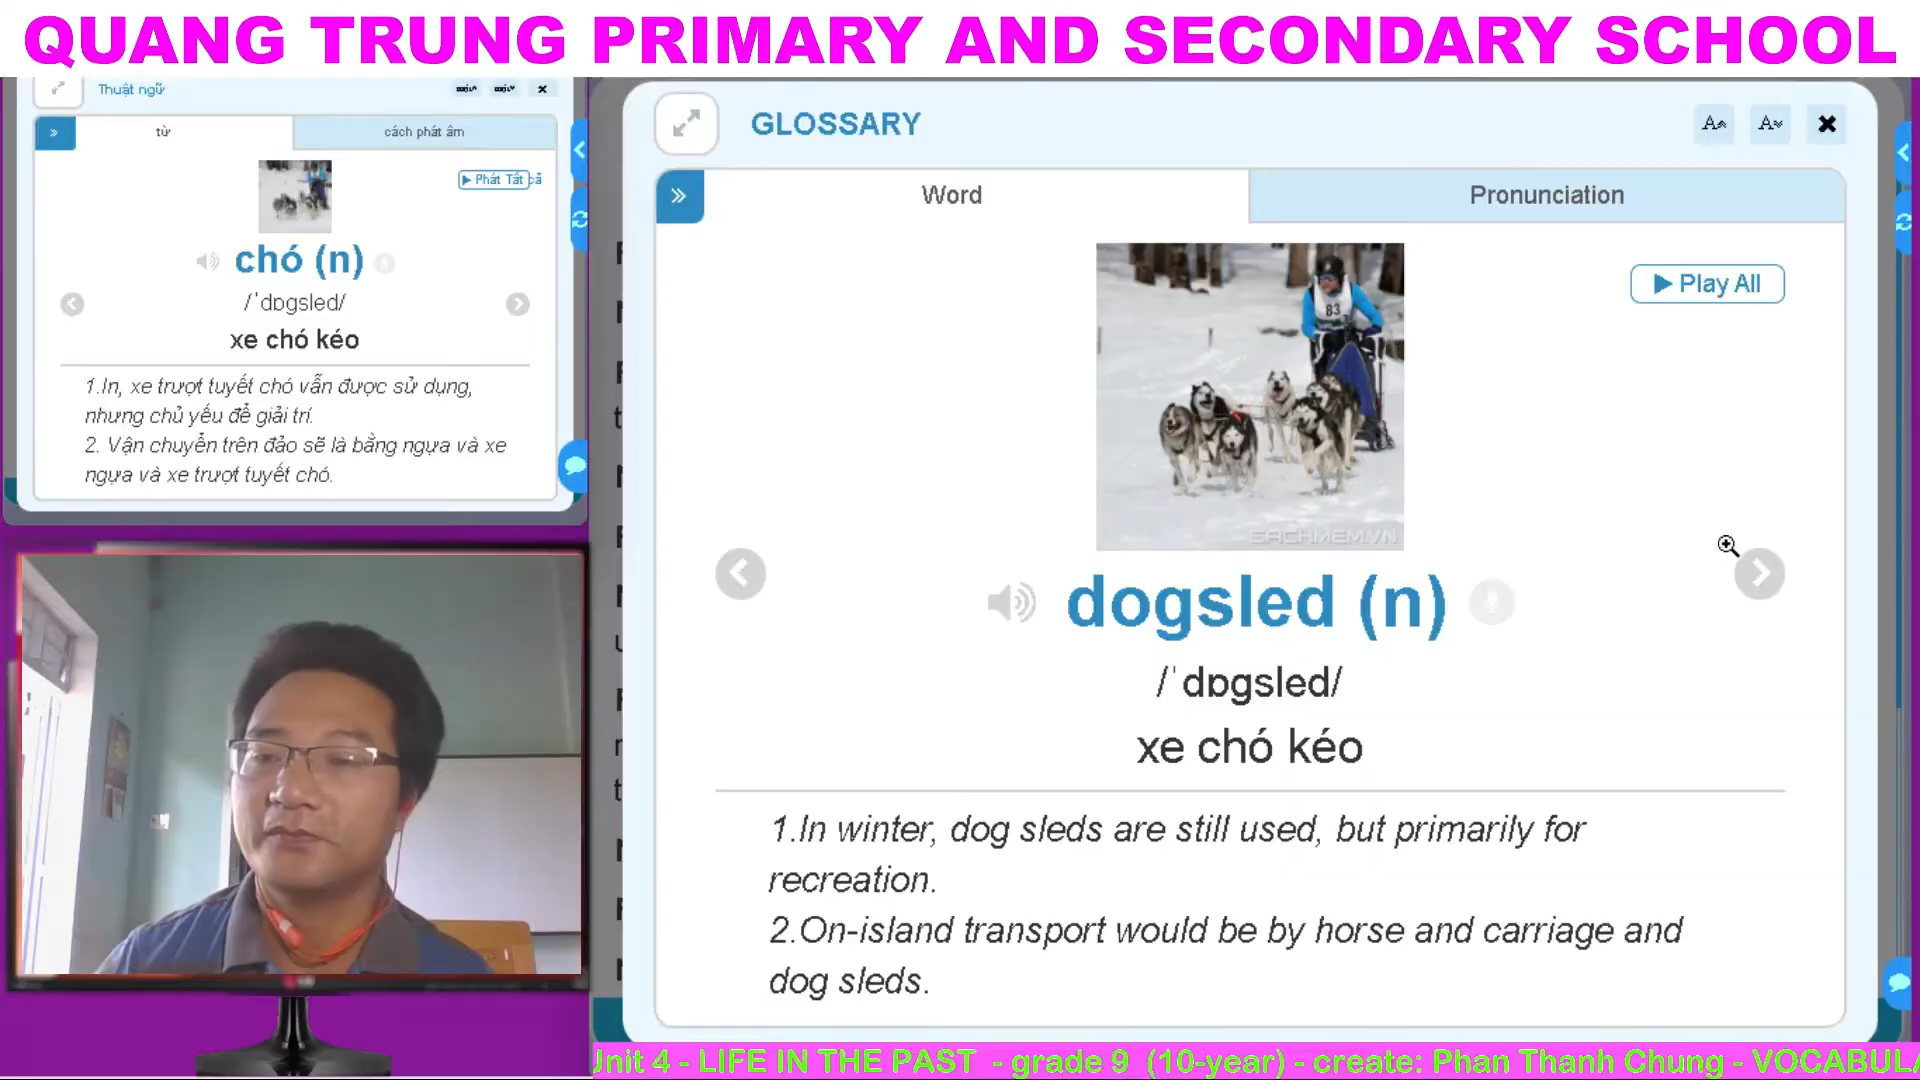 QUANG TRUNG PRIMARY AND SECONDARY SCHOOL
Thuật ngữ
từ
cách phát âm
Phát Tất cả
chó (n)
/ˈdɒgsled/
xe chó kéo
1.In, xe trượt tuyết chó vẫn được sử dụng,
nhưng chủ yếu để giải trí.
2. Vận chuyển trên đảo sẽ là bằng ngựa và xe
ngựa và xe trượt tuyết chó.
GLOSSARY
A A
Word
Pronunciation
Play All
83
SACHMEM.VN
dogsled (n)
/ˈdɒgsled/
xe chó kéo
1.In winter, dog sleds are still used, but primarily for
recreation.
2.On-island transport would be by horse and carriage and
dog sleds.
Unit 4 - LIFE IN THE PAST - grade 9 (10-year) - create: Phan Thanh Chung - VOCABULA